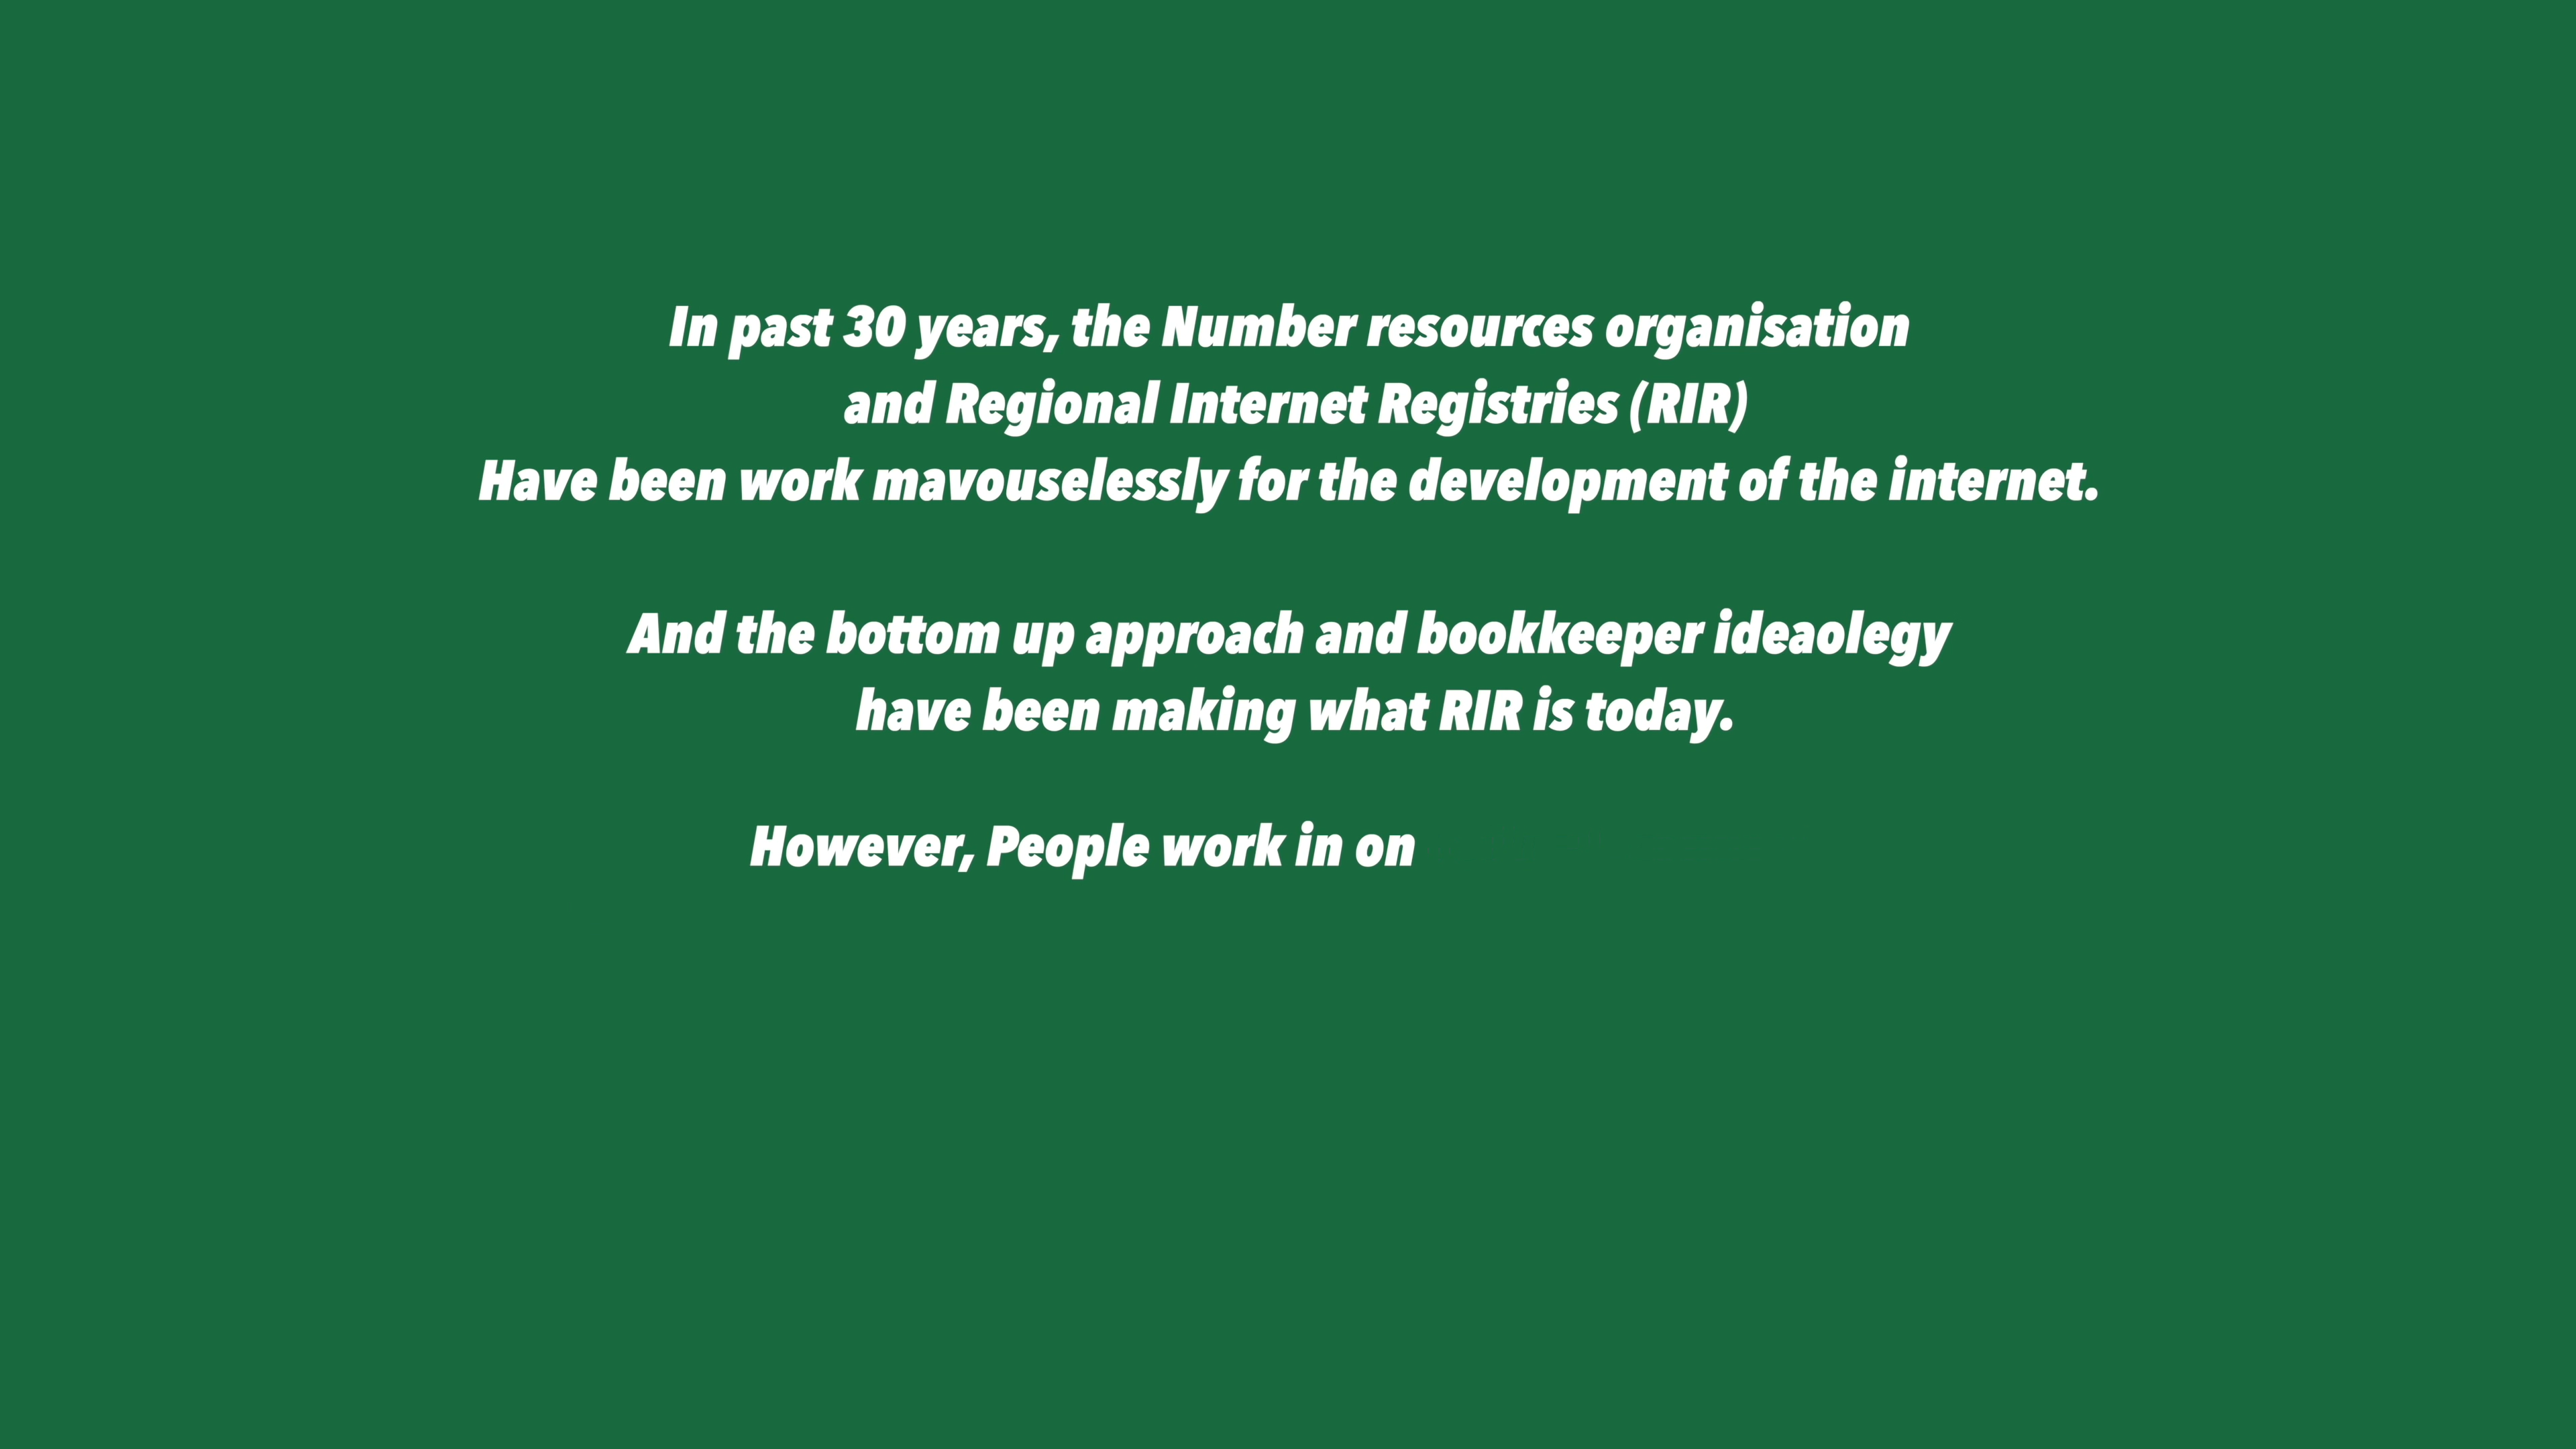 In past 30 years, the Number resources organisation
and Regional Internet Registries (RIR)
Have been work mavouselessly for the development of the internet.
And the bottom up approach and bookkeeper ideaolegy
have been making what RIR is today.
However, People work in on